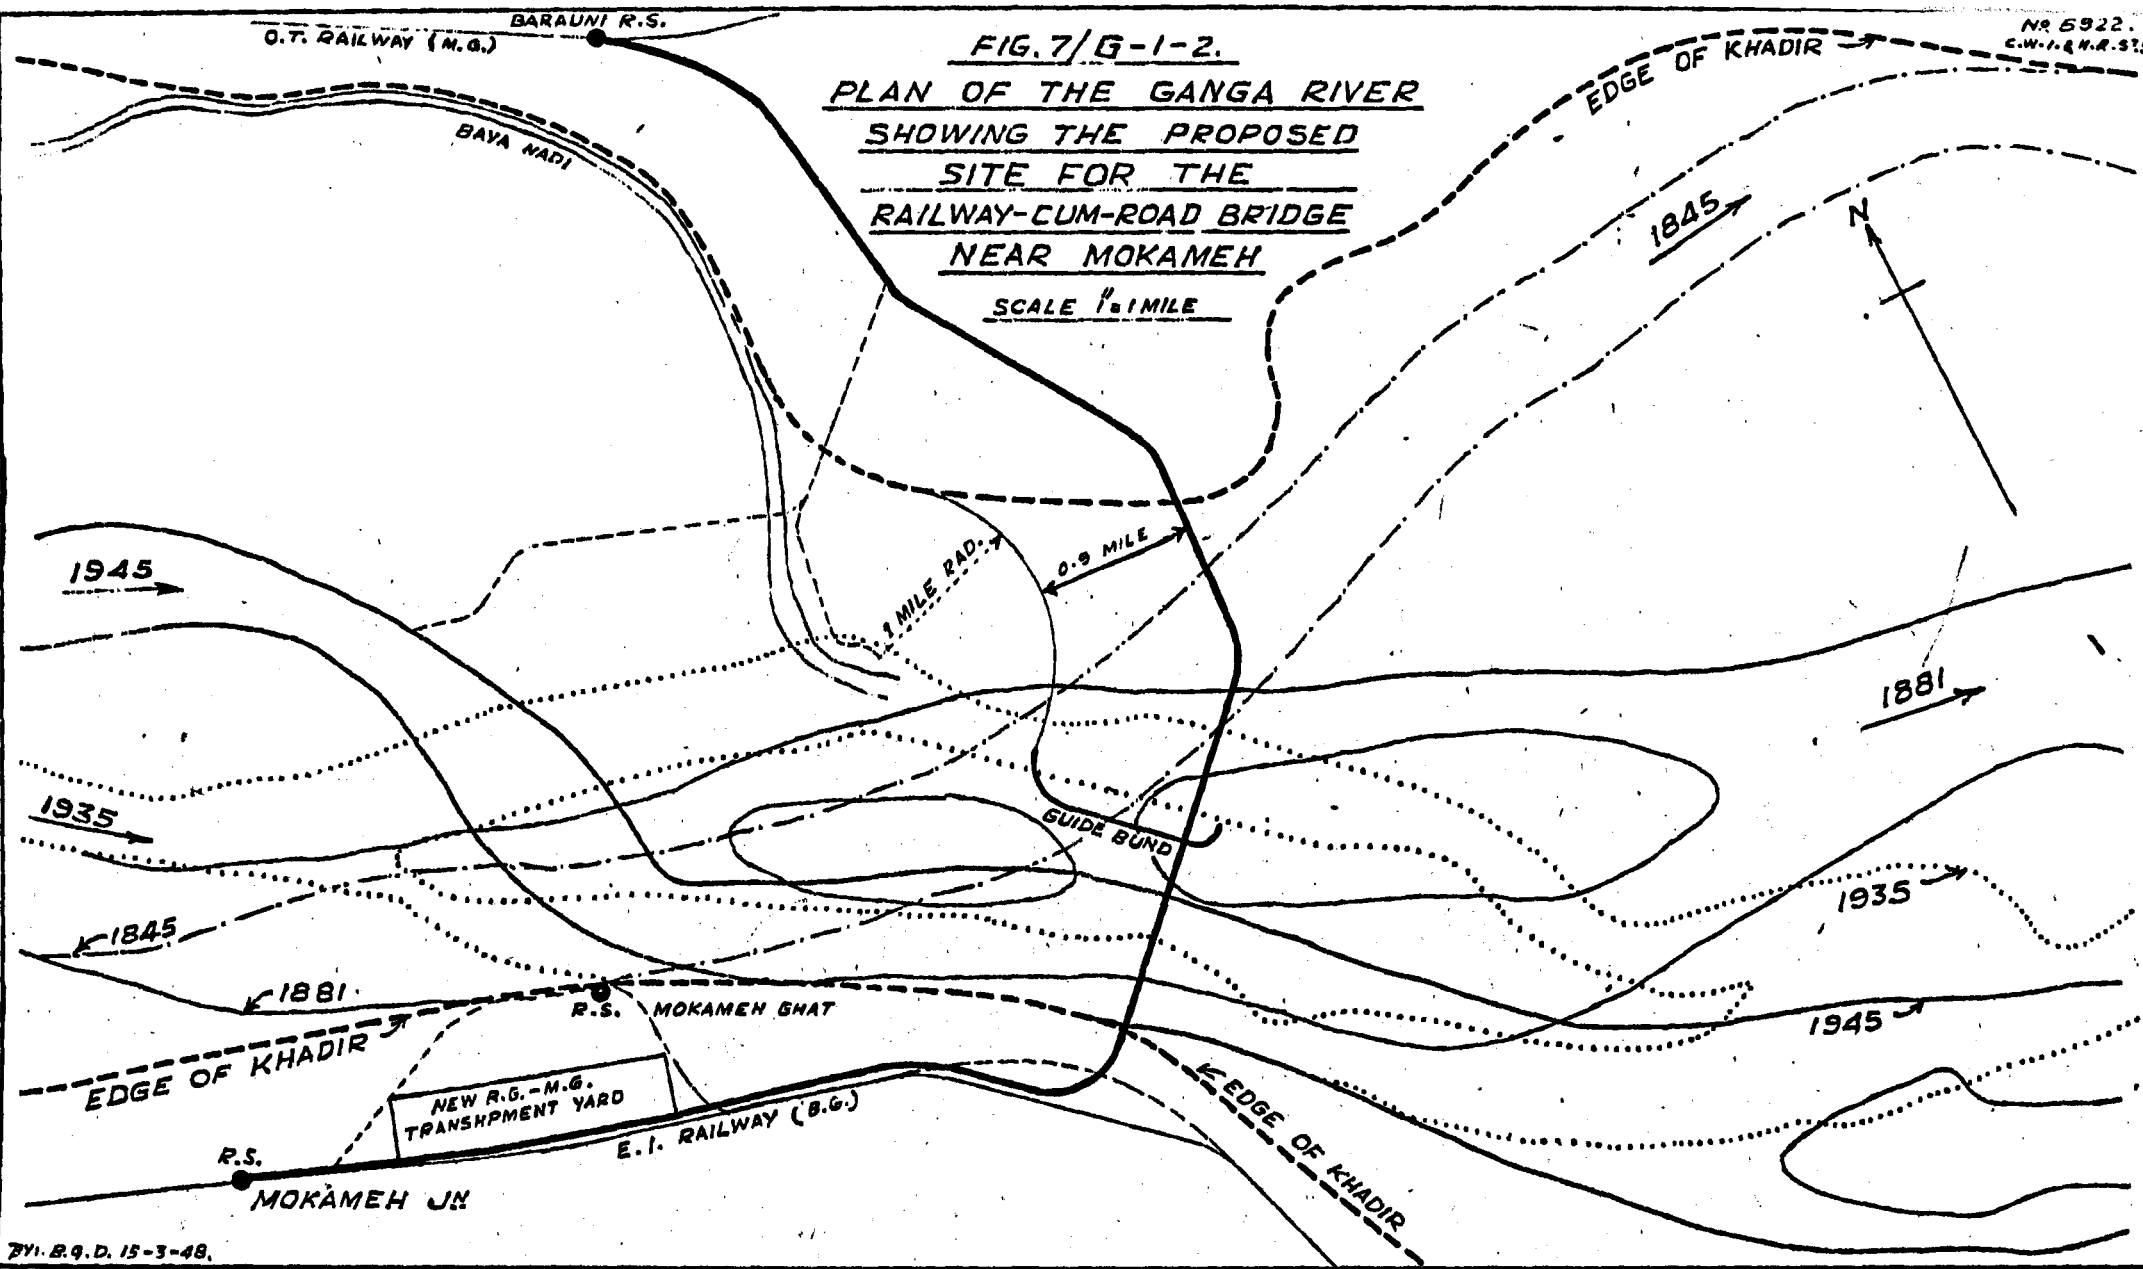 BARAUNI R.S.
O.T. RAILWAY (M.G.)
No. 5922.
FIG. 7/G-1-2.
PLAN OF THE GANGA RIVER
SHOWING THE PROPOSED
SITE FOR THE
RAILWAY-CUM-ROAD BRIDGE
NEAR MOKAMEH
SCALE 1"=1 MILE
EDGE OF KHADIR
BAYA NADI
1845
N
1945
1 MILE RAD.
0.9 MILE
1881
1935
GUIDE BUND
1935
1845
1881
R.S.
MOKAMEH GHAT
1945
EDGE OF KHADIR
NEW B.G.-M.G.
TRANSHPMENT YARD
E.I. RAILWAY (B.G.)
EDGE OF KHADIR
R.S.
MOKAMEH JN
15-3-48.